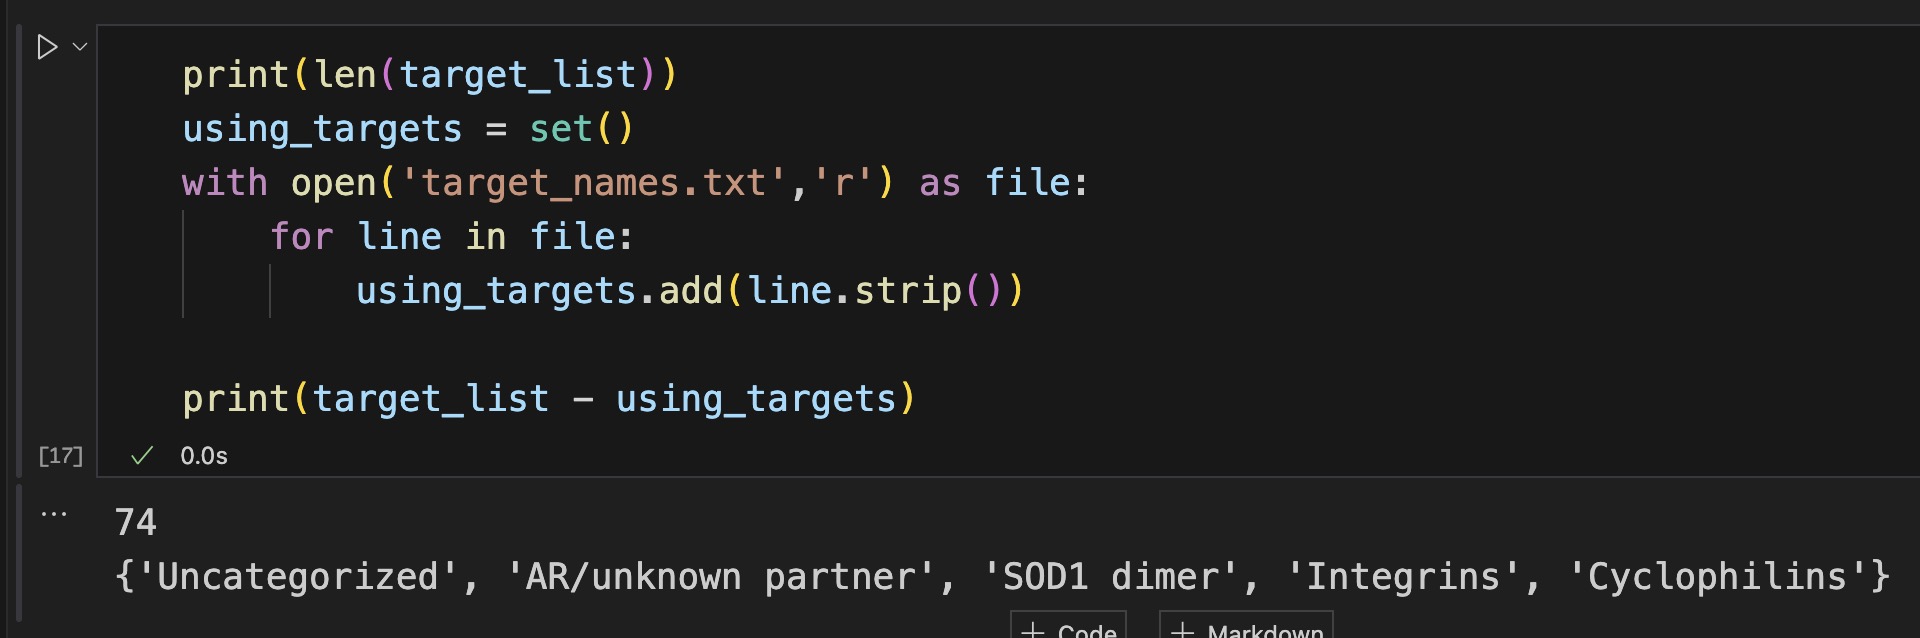 print(len(target_list))
using_targets = set()
with open('target_names.txt','r') as file:
    for line in file:
        using_targets.add(line.strip())
print(target_list - using_targets)
[17] 0.0s
... 74
{'Uncategorized', 'AR/unknown partner', 'SOD1 dimer', 'Integrins', 'Cyclophilins'}
+ Code + Markdown